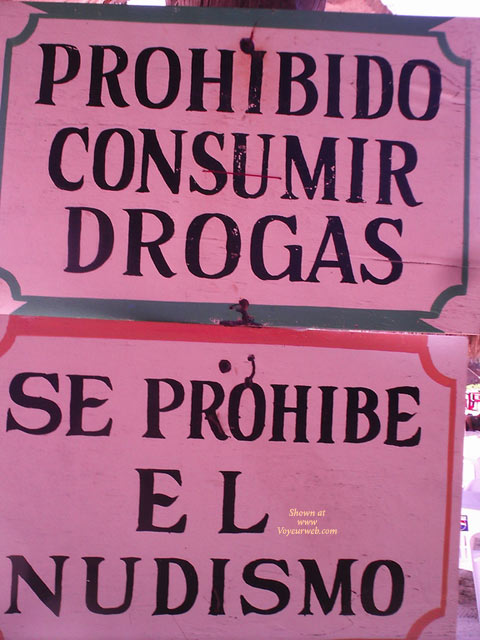 PROHIBIDO
CONSUMIR
DROGAS
SE PROHIBE
EL
NUDISMO
Shown at
www
Voyeurweb.com